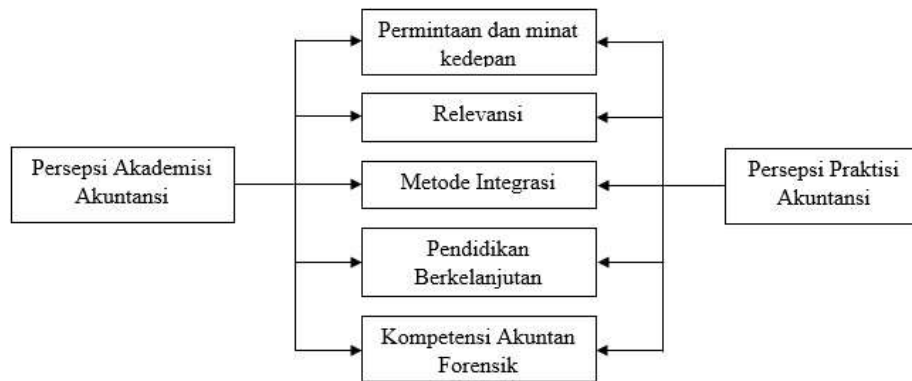 Permintaan dan minat
kedepan
Relevansi
Persepsi Akademisi
Akuntansi
Metode Integrasi
Persepsi Praktisi
Akuntansi
Pendidikan
Berkelanjutan
Kompetensi Akuntan
Forensik